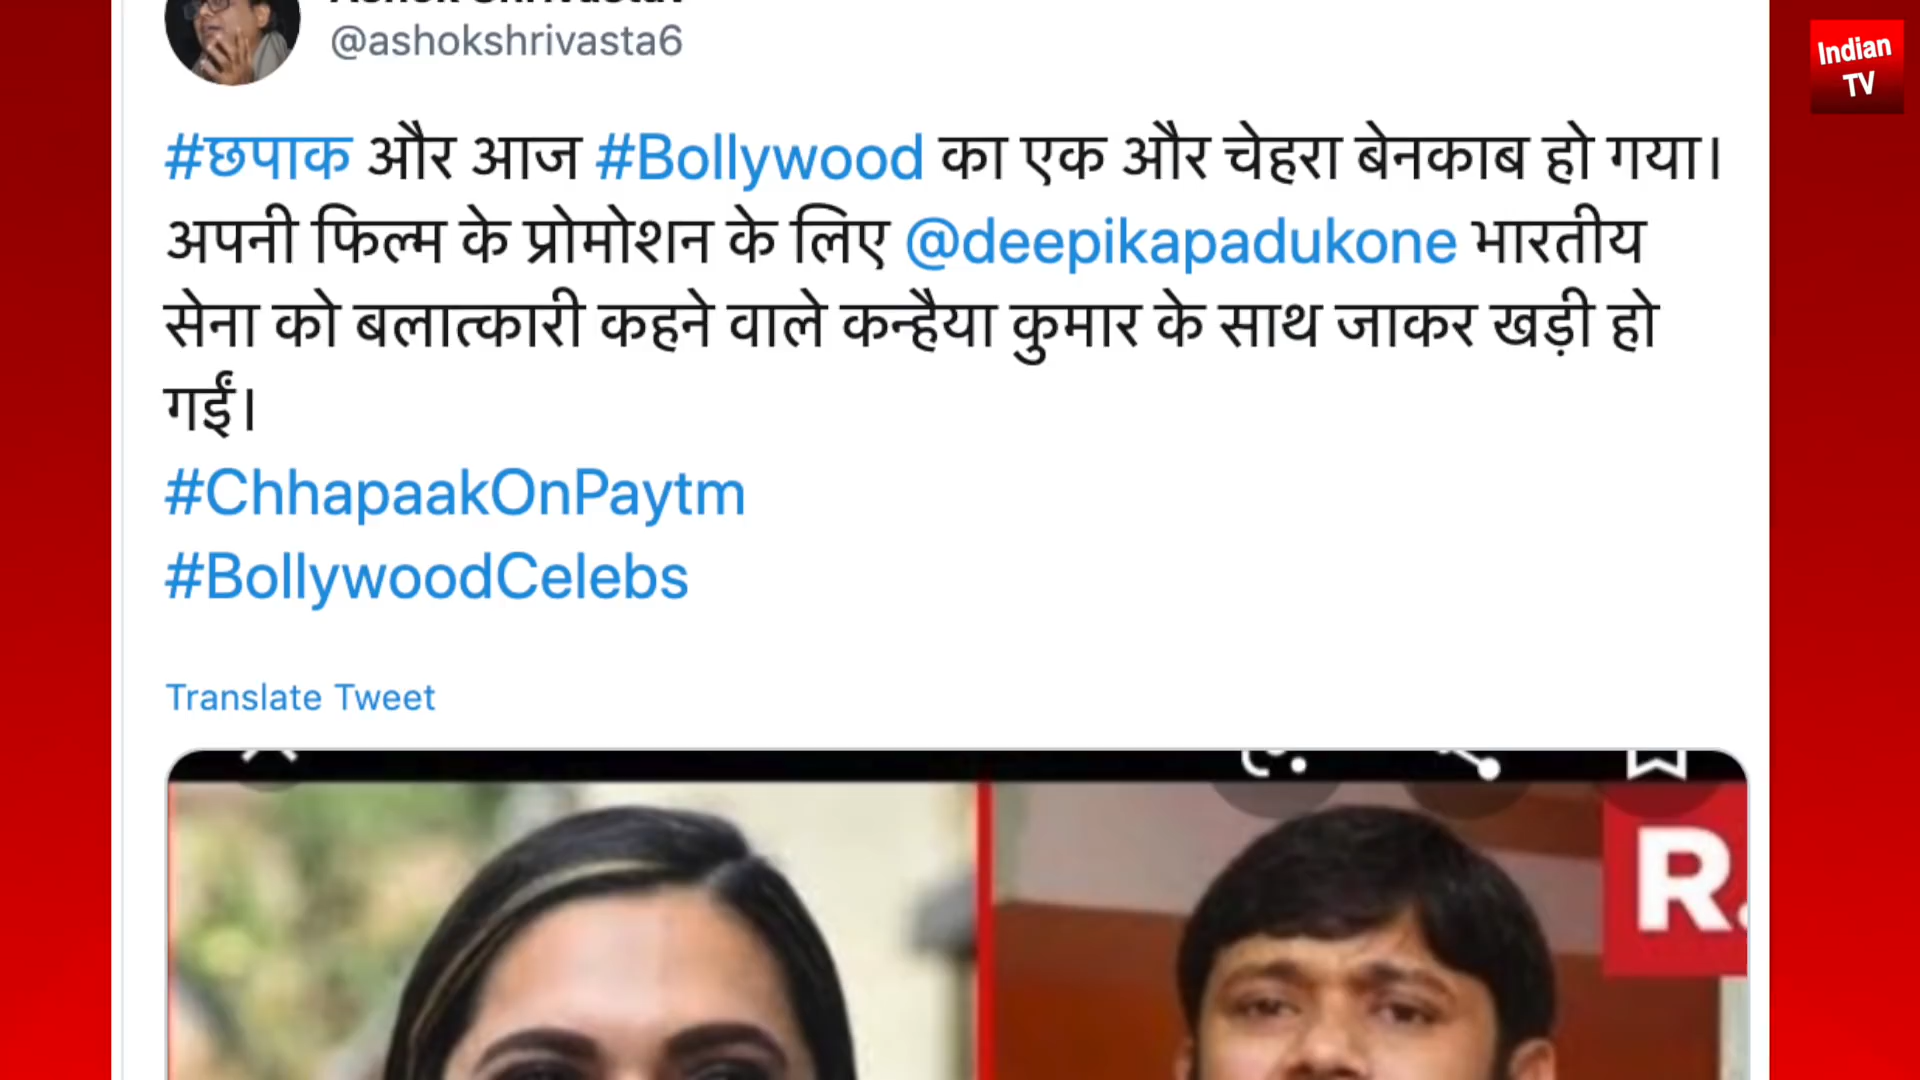 @ashokshrivasta6
Indian
TV
#छपाक और आज #Bollywood का एक और चेहरा बेनकाब हो गया।
अपनी फिल्म के प्रोमोशन के लिए @deepikapadukone भारतीय
सेना को बलात्कारी कहने वाले कन्हैया कुमार के साथ जाकर खड़ी हो
गईं।
#ChhapaakOnPaytm
#BollywoodCelebs
Translate Tweet
R.